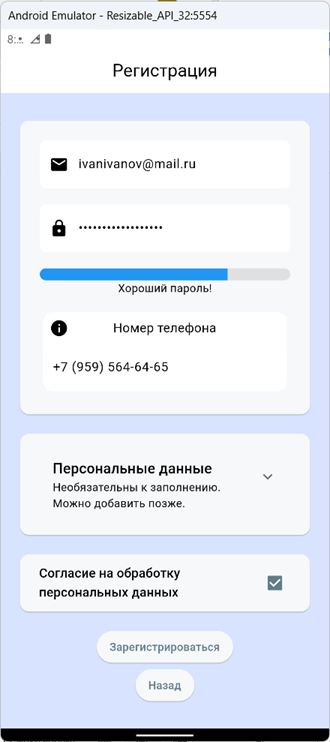 Android Emulator - Resizable_API_32:5554
8:
Регистрация
ivanivanov@mail.ru
••••••••••••••••••
Хороший пароль!
Номер телефона
+7 (959) 564-64-65
Персональные данные
Необязательны к заполнению.
Можно добавить позже.
Согласие на обработку
персональных данных
Зарегистрироваться
Назад